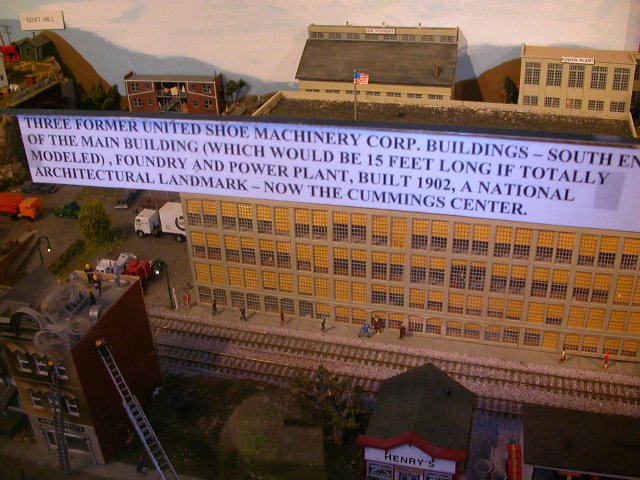 GOAT HILL
USM FOUNDRY
POWER PLANT
THREE FORMER UNITED SHOE MACHINERY CORP. BUILDINGS – SOUTH EN
OF THE MAIN BUILDING (WHICH WOULD BE 15 FEET LONG IF TOTALLY
MODELED) , FOUNDRY AND POWER PLANT, BUILT 1902, A NATIONAL
ARCHITECTURAL LANDMARK – NOW THE CUMMINGS CENTER.
HENRY'S